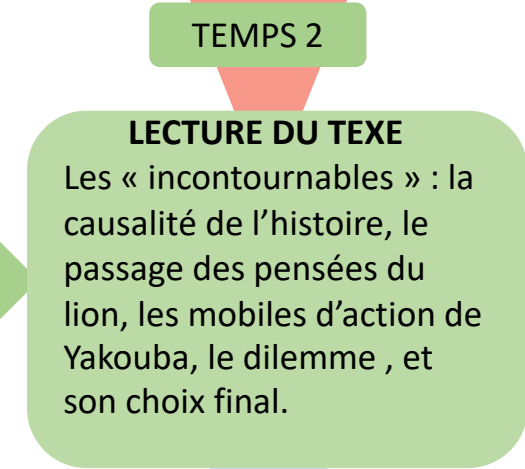 TEMPS 2
LECTURE DU TEXE
Les « incontournables » : la
causalité de l’histoire, le
passage des pensées du
lion, les mobiles d’action de
Yakouba, le dilemme , et
son choix final.